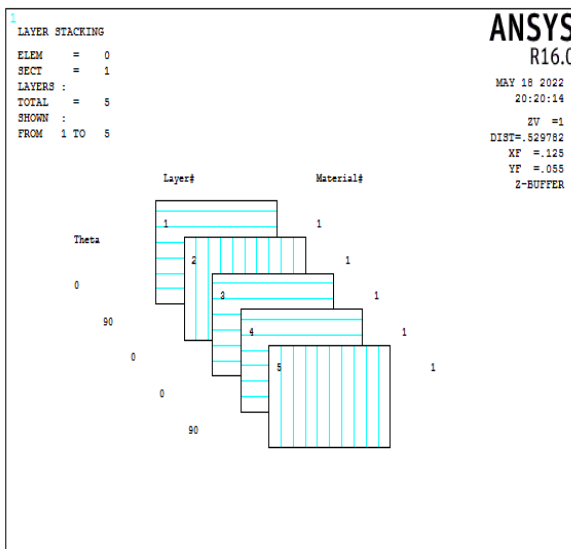 1
LAYER STACKING
ELEM = 0
SECT = 1
LAYERS :
TOTAL = 5
SHOWN :
FROM 1 TO 5
ANSYS
R16.0
MAY 18 2022
20:20:14
ZV =1
DIST=.529782
XF =.125
YF =.055
Z-BUFFER
Layer# Material#
Theta
1 1
2 1
0
3 1
90
4 1
0
5 1
0
90